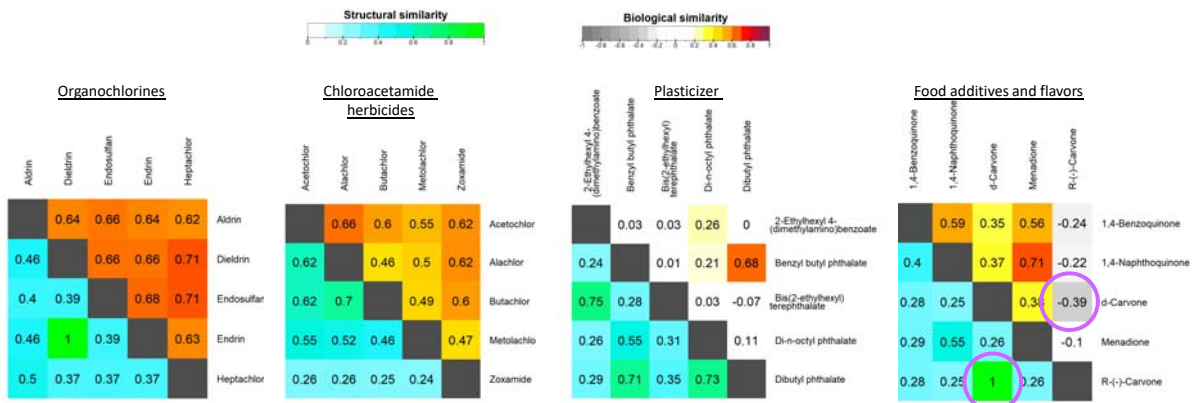 Structural similarity
0 0.2 0.4 0.6 0.8 1
Biological similarity
-1 -0.8 -0.6 -0.4 -0.2 0 0.2 0.4 0.6 0.8 1
Organochlorines
Aldrin
Dieldrin
Endosulfan
Endrin
Heptachlor
0.64 0.66 0.64 0.62 Aldrin
0.46 0.66 0.66 0.71 Dieldrin
0.4 0.39 0.68 0.71 Endosulfan
0.46 1 0.39 0.63 Endrin
0.5 0.37 0.37 0.37 Heptachlor
Chloroacetamide
herbicides
Acetochlor
Alachlor
Butachlor
Metolachlor
Zoxamide
0.66 0.6 0.55 0.62 Acetochlor
0.62 0.46 0.5 0.62 Alachlor
0.62 0.7 0.49 0.6 Butachlor
0.55 0.52 0.46 0.47 Metolachlo
0.26 0.26 0.25 0.24 Zoxamide
Plasticizer
2-Ethylhexyl 4-
(dimethylamino)benzoate
Benzyl butyl phthalate
Bis(2-ethylhexyl)
terephthalate
Di-n-octyl phthalate
Dibutyl phthalate
0.03 0.03 0.26 0 2-Ethylhexyl 4-
(dimethylamino)benzoate
0.24 0.01 0.21 0.68 Benzyl butyl phthalate
0.75 0.28 0.03 -0.07 Bis(2-ethylhexyl)
terephthalate
0.26 0.55 0.31 0.11 Di-n-octyl phthalate
0.29 0.71 0.35 0.73 Dibutyl phthalate
Food additives and flavors
1,4-Benzoquinone
1,4-Naphthoquinone
d-Carvone
Menadione
R-(-)-Carvone
0.59 0.35 0.56 -0.24 1,4-Benzoquinone
0.4 0.37 0.71 -0.22 1,4-Naphthoquinone
0.28 0.25 0.38 -0.39 d-Carvone
0.29 0.55 0.26 -0.1 Menadione
0.28 0.25 1 0.26 R-(-)-Carvone